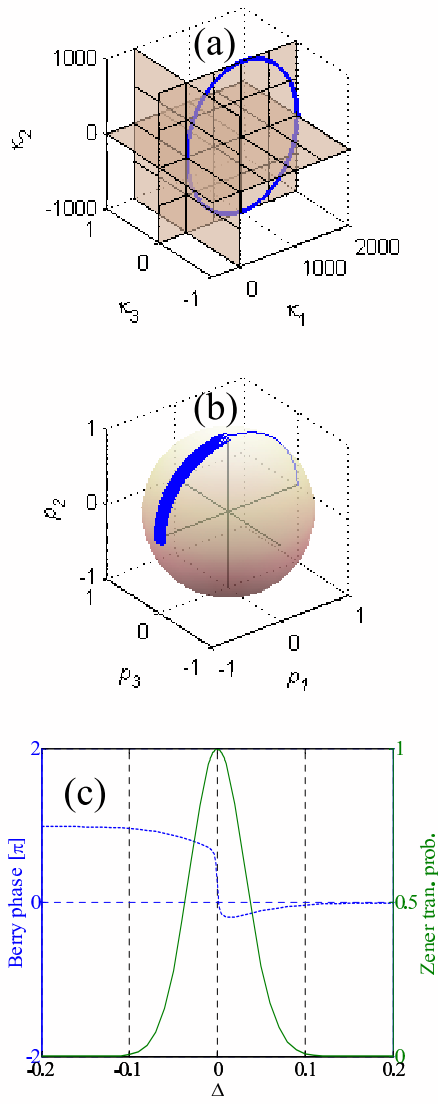 (a)
1000
0
-1000
κ2
1
0
-1
κ3
0
1000
2000
κ1
(b)
1
0
-1
p2
1
0
-1
p3
-1
0
1
p1
(c)
2
0
-2
Berry phase [π]
1
0.5
0
Zener tran. prob.
-0.2
-0.1
0
0.1
0.2
Δ